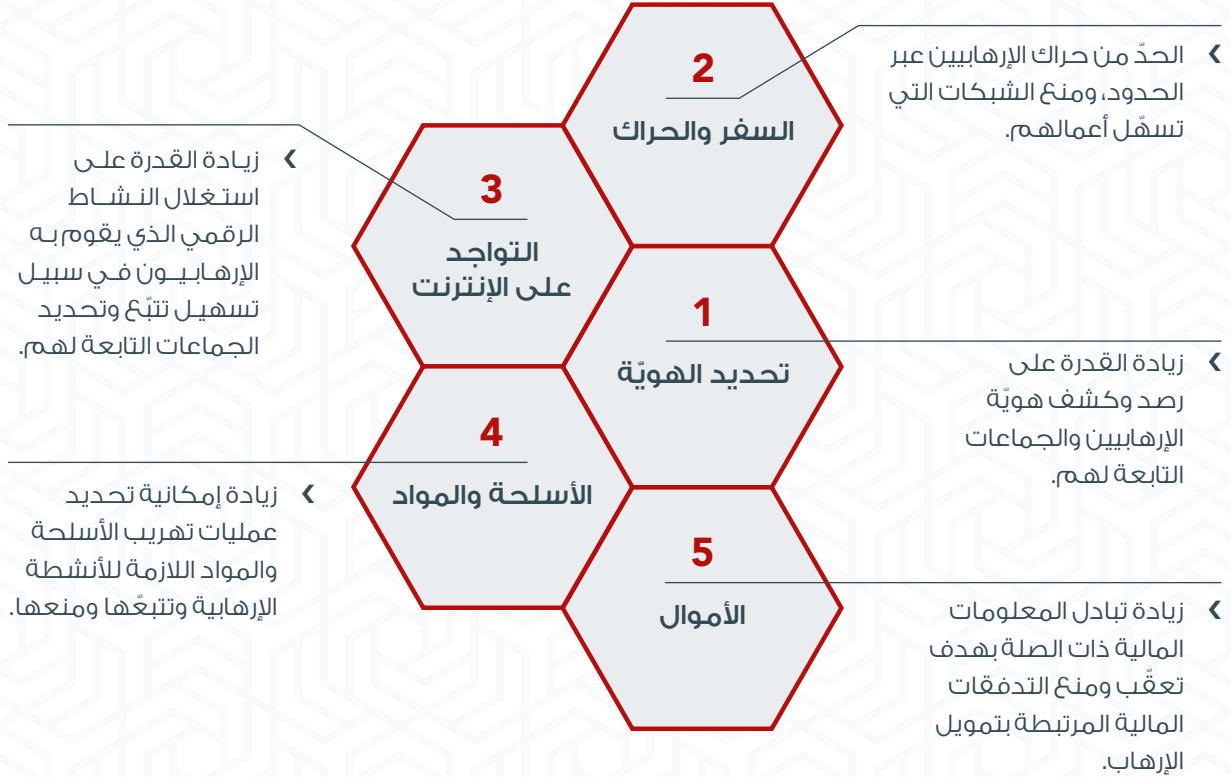 1
تحديد الهويّة
› زيادة القدرة على
رصد وكشف هويّة
الإرهابيين والجماعات
التابعة لهم.
2
السفر والحراك
› الحدّ من حراك الإرهابيين عبر
الحدود، ومنع الشبكات التي
تسهّل أعمالهم.
3
التواجد
على الإنترنت
› زيادة القدرة على
استغلال النشاط
الرقمي الذي يقوم به
الإرهابيون في سبيل
تسهيل تتبّع وتحديد
الجماعات التابعة لهم.
4
الأسلحة والمواد
› زيادة إمكانية تحديد
عمليات تهريب الأسلحة
والمواد اللازمة للأنشطة
الإرهابية وتتبعّها ومنعها.
5
الأموال
› زيادة تبادل المعلومات
المالية ذات الصلة بهدف
تعقّب ومنع التدفقات
المالية المرتبطة بتمويل
الإرهاب.